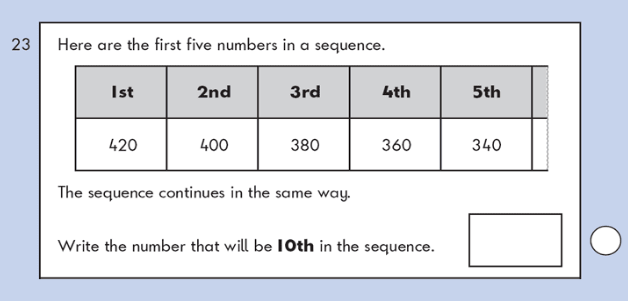 23
Here are the first five numbers in a sequence.
1st 2nd 3rd 4th 5th
420 400 380 360 340
The sequence continues in the same way.
Write the number that will be 10th in the sequence.